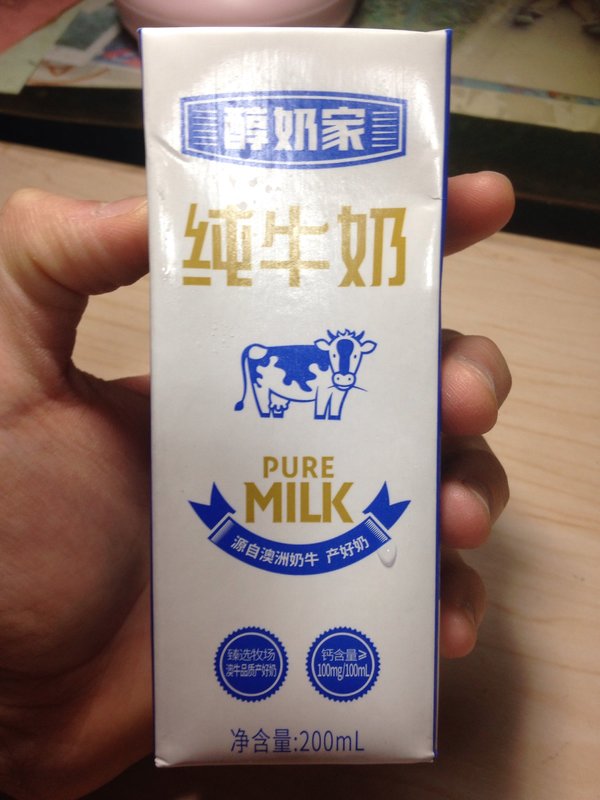 醇奶家
纯牛奶
PURE
MILK
源自澳洲奶牛 产好奶
臻选牧场
澳牛品质产好奶
钙含量≥
100mg/100mL
净含量:200mL